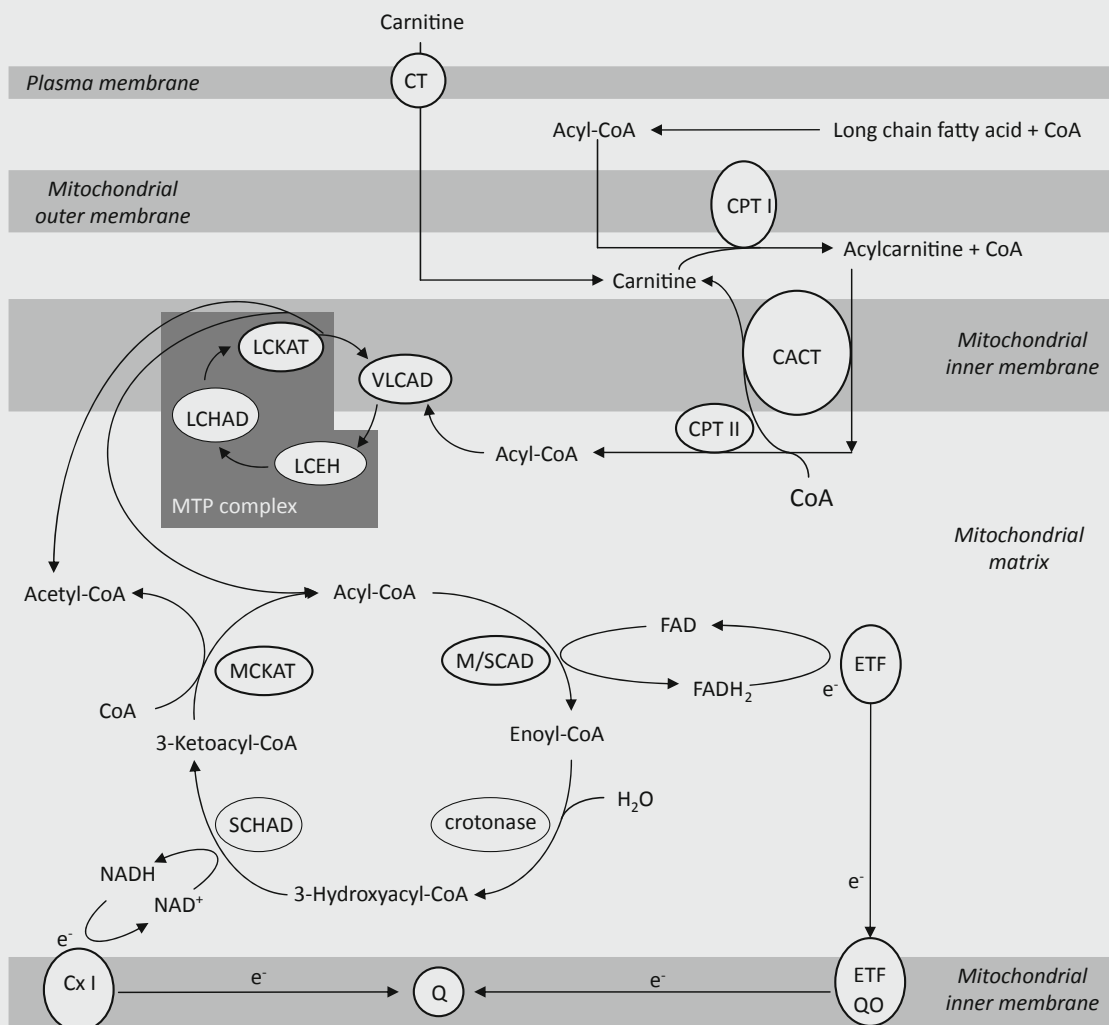 Carnitine
CT
Plasma membrane
Acyl-CoA
Long chain fatty acid + CoA
Mitochondrial
outer membrane
CPT I
Acylcarnitine + CoA
Carnitine
LCKAT
VLCAD
CACT
Mitochondrial
inner membrane
LCHAD
CPT II
LCEH
Acyl-CoA
MTP complex
CoA
Mitochondrial
matrix
Acetyl-CoA
Acyl-CoA
FAD
MCKAT
M/SCAD
ETF
FADH₂
e⁻
CoA
3-Ketoacyl-CoA
Enoyl-CoA
H₂O
SCHAD
crotonase
NADH
NAD⁺
3-Hydroxyacyl-CoA
e⁻
e⁻
Cx I
e⁻
Q
e⁻
ETF
QO
Mitochondrial
inner membrane